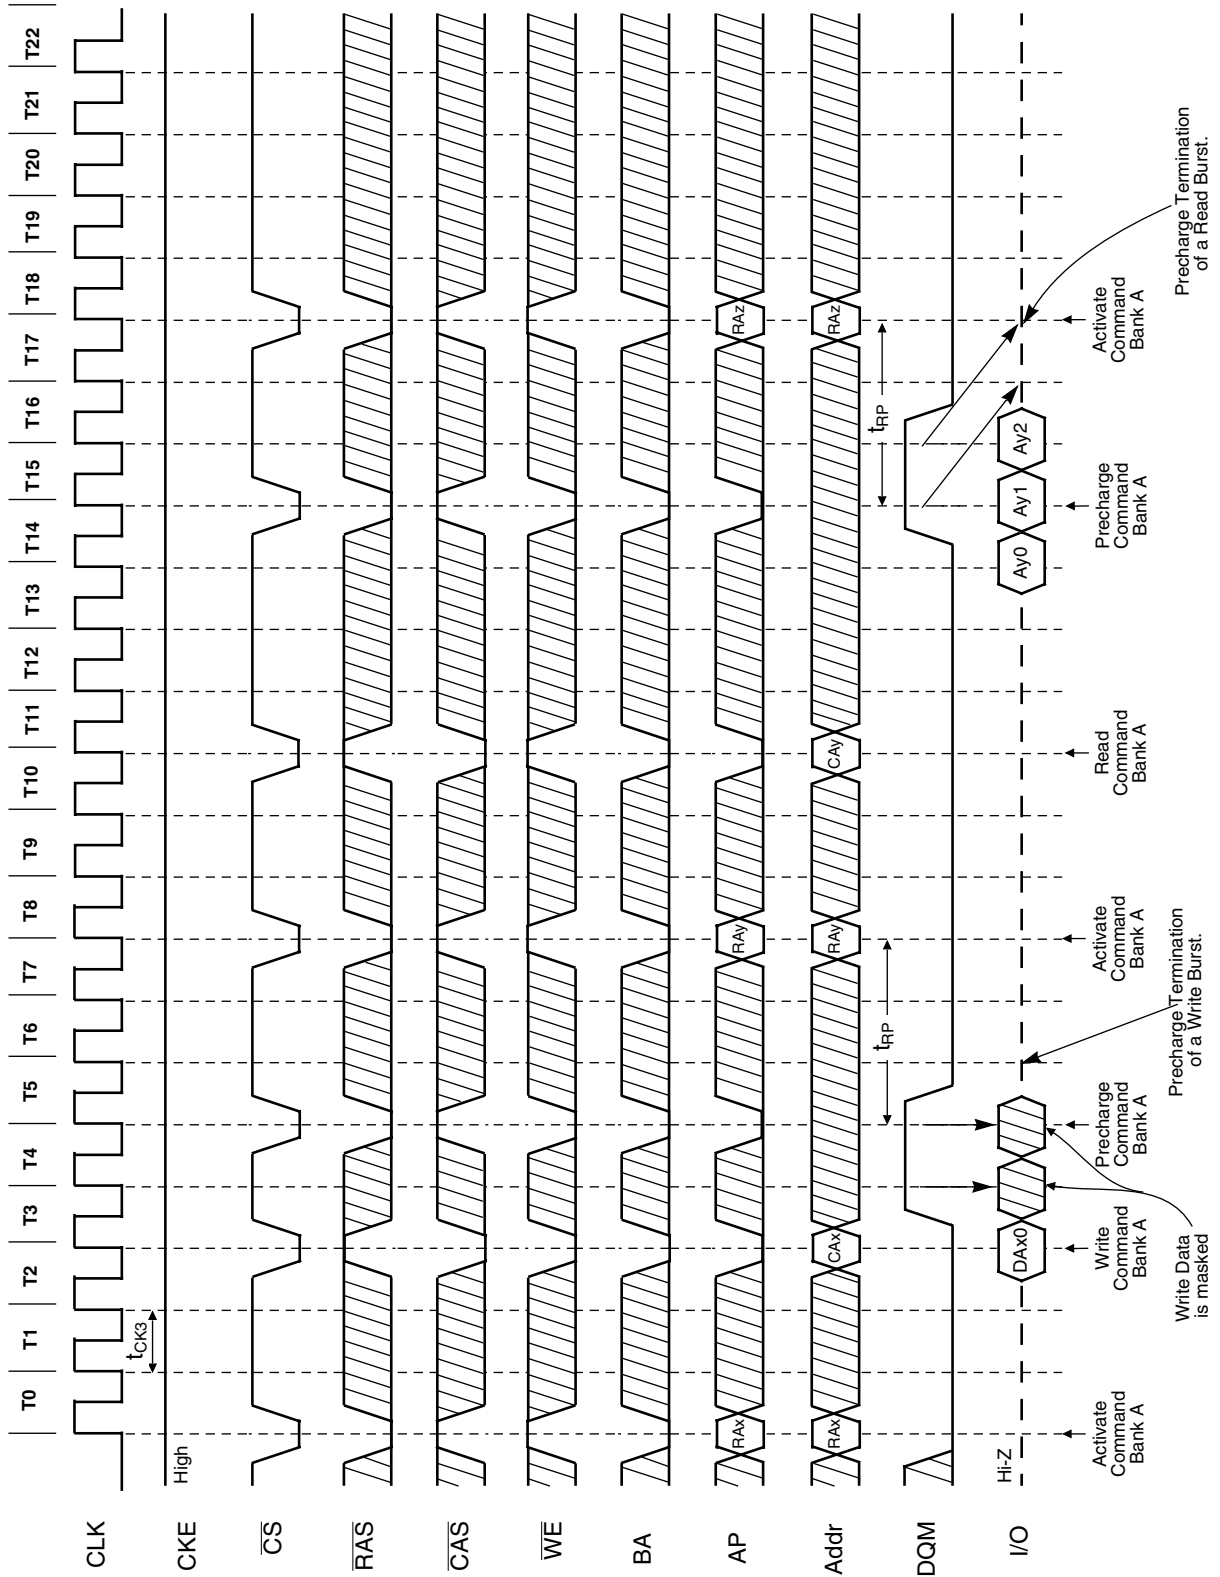 T0 T1 T2 T3 T4 T5 T6 T7 T8 T9 T10 T11 T12 T13 T14 T15 T16 T17 T18 T19 T20 T21 T22
CLK
tCK3
CKE
High
CS
RAS
CAS
WE
BA
AP
RAx RAy RAz
Addr
RAx CAx RAy CAy RAz
tRP tRP
DQM
I/O
Hi-Z
DAx0 Ay0 Ay1 Ay2
Activate
Command
Bank A
Write
Command
Bank A
Precharge
Command
Bank A
Activate
Command
Bank A
Read
Command
Bank A
Precharge
Command
Bank A
Activate
Command
Bank A
Write Data
is masked
Precharge Termination
of a Write Burst.
Precharge Termination
of a Read Burst.